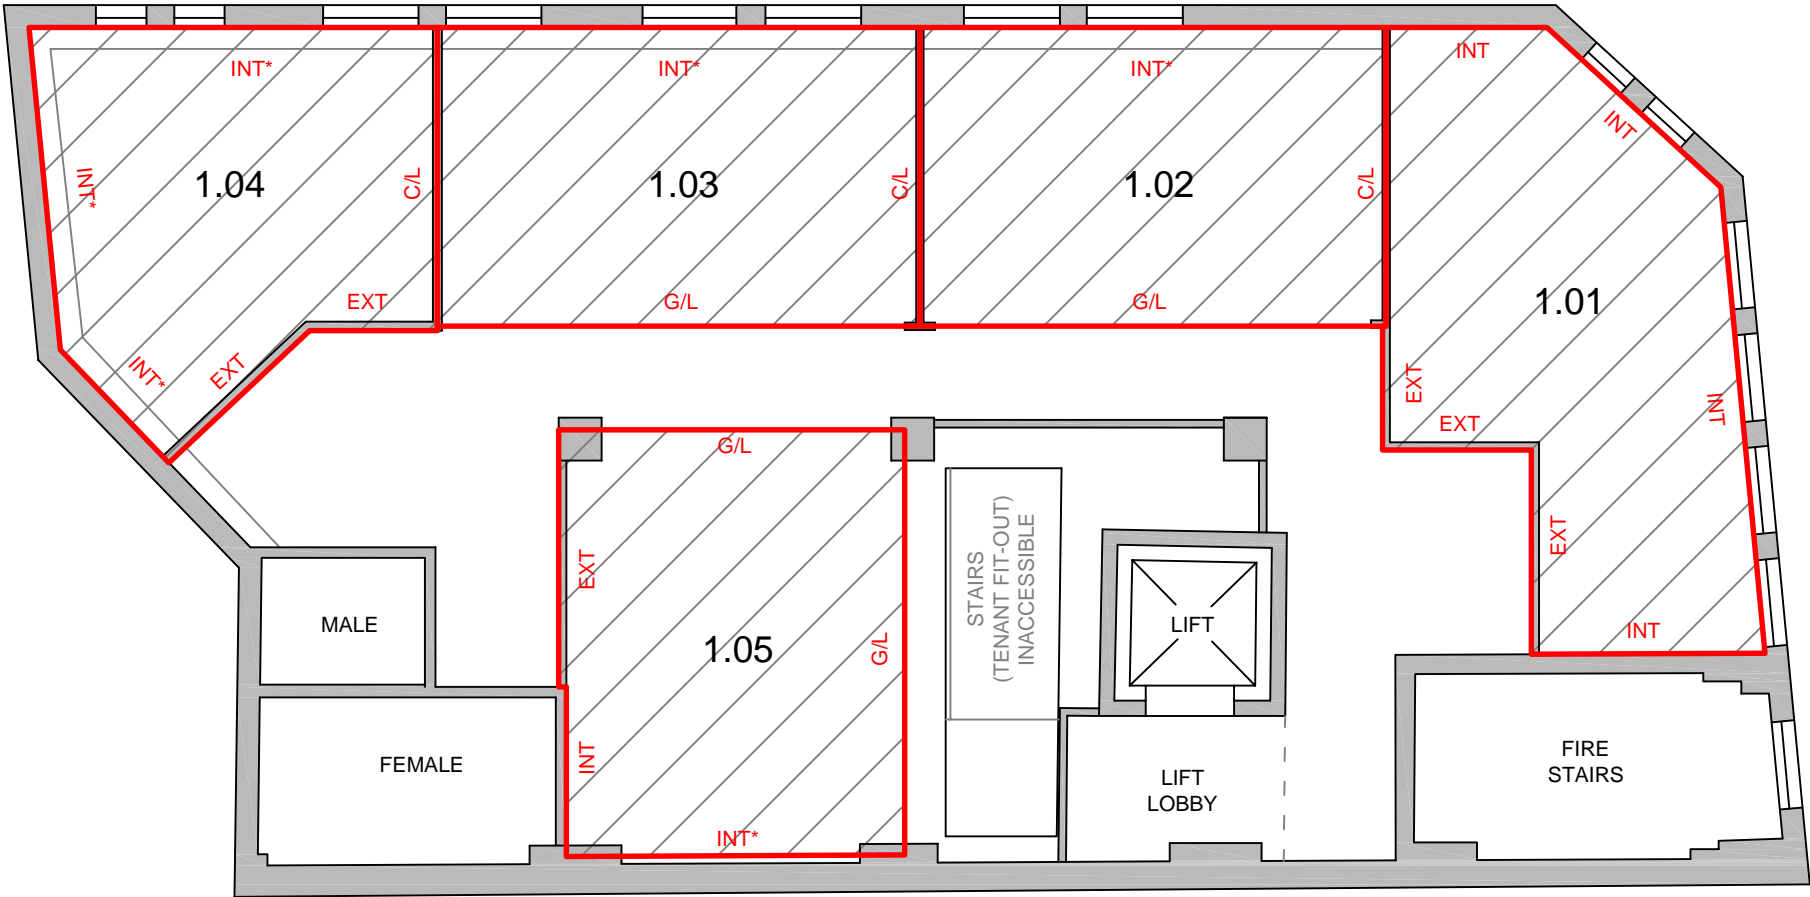 INT*
INT*
INT*
INT
INT
INT*
1.04
C/L
1.03
C/L
1.02
C/L
1.01
EXT
G/L
G/L
INT*
EXT
EXT
EXT
INT
G/L
EXT
EXT
STAIRS
(TENANT FIT-OUT)
INACCESSIBLE
MALE
LIFT
INT
1.05
G/L
FEMALE
INT
LIFT
LOBBY
FIRE
STAIRS
INT*